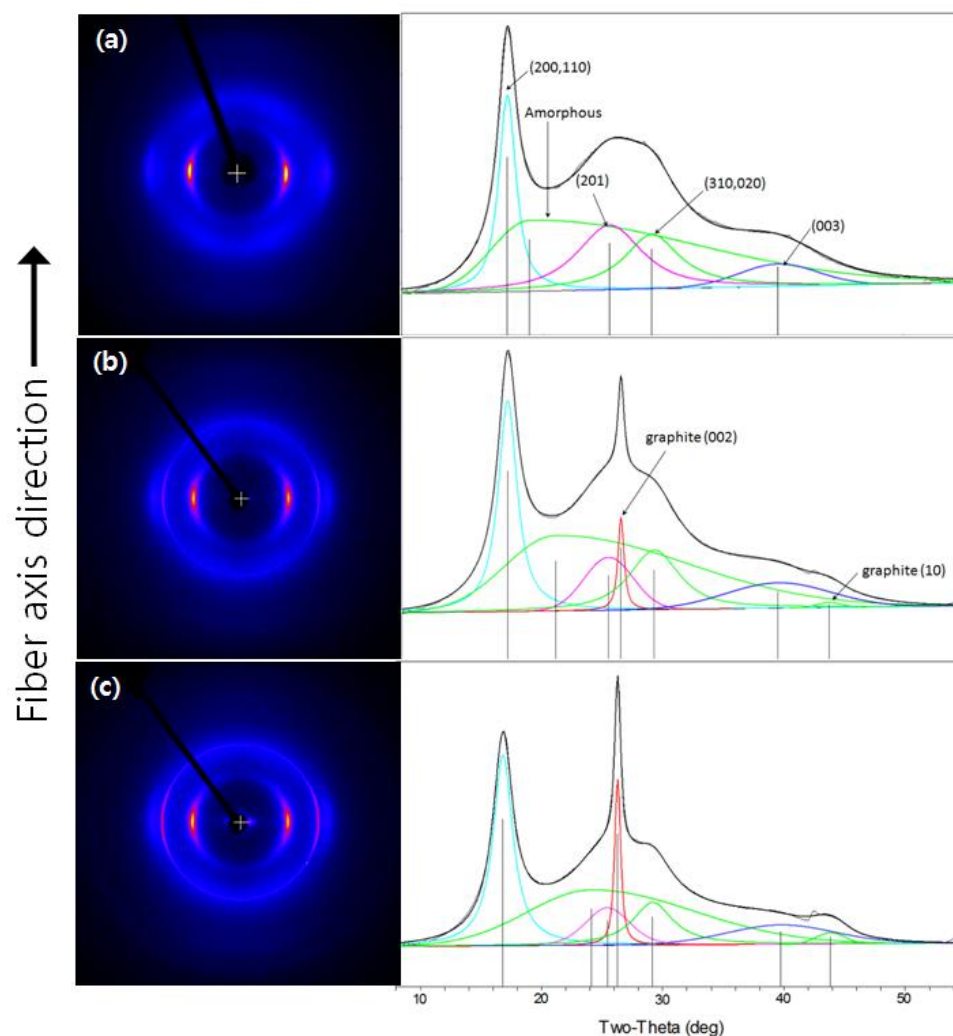 Fiber axis direction
(a)
(200,110)
Amorphous
(201)
(310,020)
(003)
(b)
graphite (002)
graphite (10)
(c)
10 20 30 40 50
Two-Theta (deg)